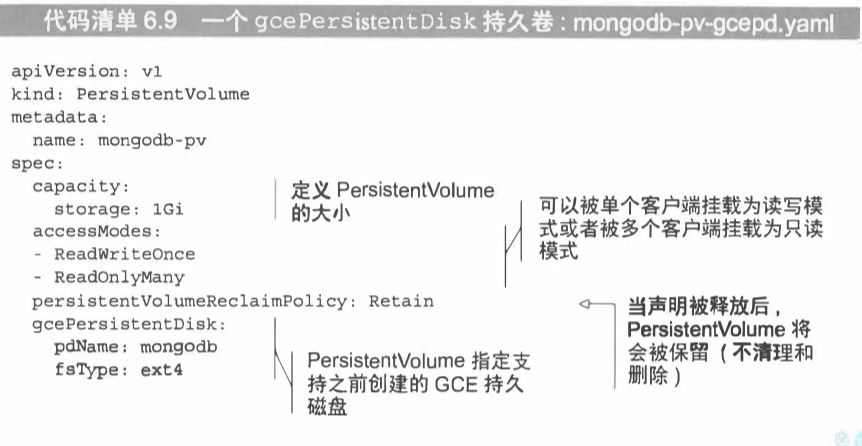 代码清单 6.9 一个 gcePersistentDisk 持久卷：mongodb-pv-gcepd.yaml
apiVersion: v1
kind: PersistentVolume
metadata:
name: mongodb-pv
spec:
capacity:
storage: 1Gi
accessModes:
- ReadWriteOnce
- ReadOnlyMany
persistentVolumeReclaimPolicy: Retain
gcePersistentDisk:
pdName: mongodb
fsType: ext4
定义 PersistentVolume
的大小
可以被单个客户端挂载为读写模
式或者被多个客户端挂载为只读
模式
当声明被释放后，
PersistentVolume 将
会被保留（不清理和
删除）
PersistentVolume 指定支
持之前创建的 GCE 持久
磁盘